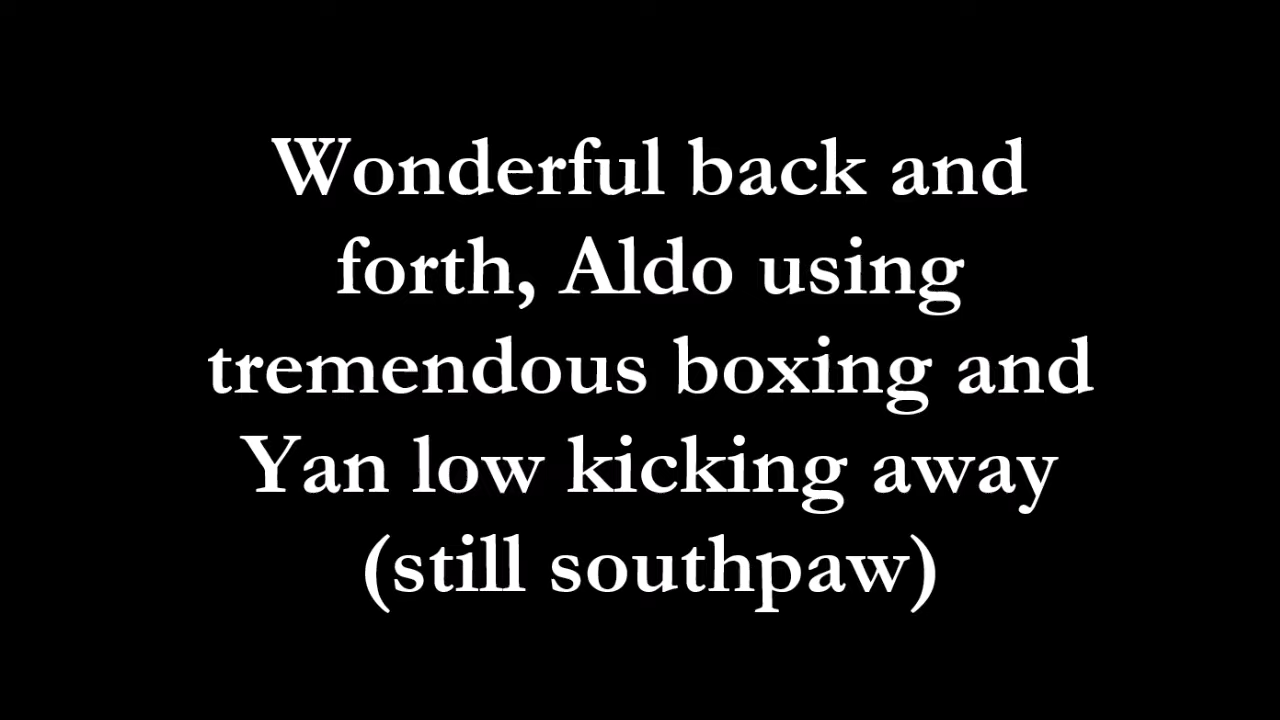 Wonderful back and
forth, Aldo using
tremendous boxing and
Yan low kicking away
(still southpaw)